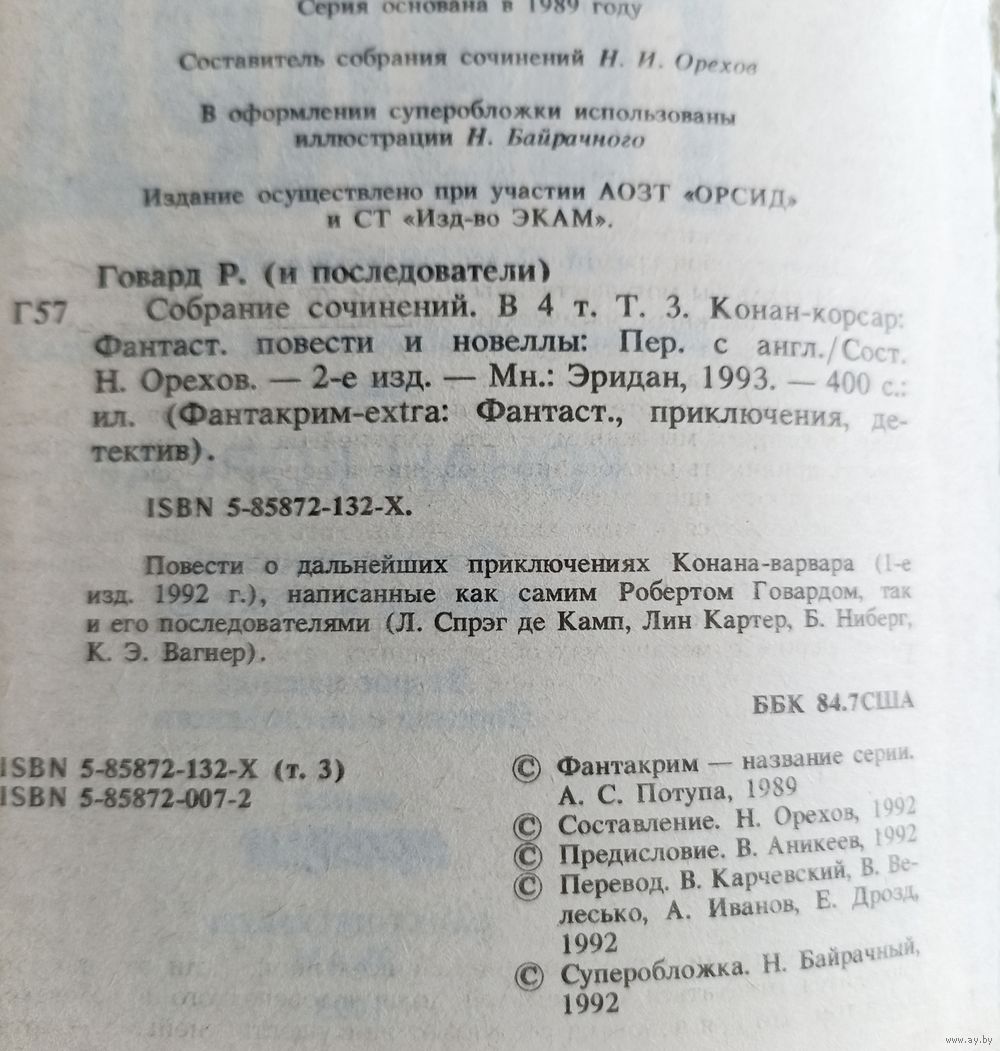 Серия основана в 1989 году
Составитель собрания сочинений Н. И. Орехов
В оформлении суперобложки использованы
иллюстрации Н. Байрачного
Издание осуществлено при участии АОЗТ «ОРСИД»
и СТ «Изд-во ЭКАМ».
Говард Р. (и последователи)
Г57 Собрание сочинений. В 4 т. Т. 3. Конан-корсар:
Фантаст. повести и новеллы: Пер. с англ./Сост.
Н. Орехов. — 2-е изд. — Мн.: Эридан, 1993. — 400 с.:
ил. (Фантакрим-extra: Фантаст., приключения, де-
тектив).
ISBN 5-85872-132-X.
Повести о дальнейших приключениях Конана-варвара (1-е
изд. 1992 г.), написанные как самим Робертом Говардом, так
и его последователями (Л. Спрэг де Камп, Лин Картер, Б. Ниберг,
К. Э. Вагнер).
ББК 84.7США
ISBN 5-85872-132-X (т. 3)
ISBN 5-85872-007-2
© Фантакрим — название серии.
А. С. Потупа, 1989
© Составление. Н. Орехов, 1992
© Предисловие. В. Аникеев, 1992
© Перевод. В. Карчевский, В. Ве-
лесько, А. Иванов, Е. Дрозд,
1992
© Суперобложка. Н. Байрачный,
1992
www.ay.by